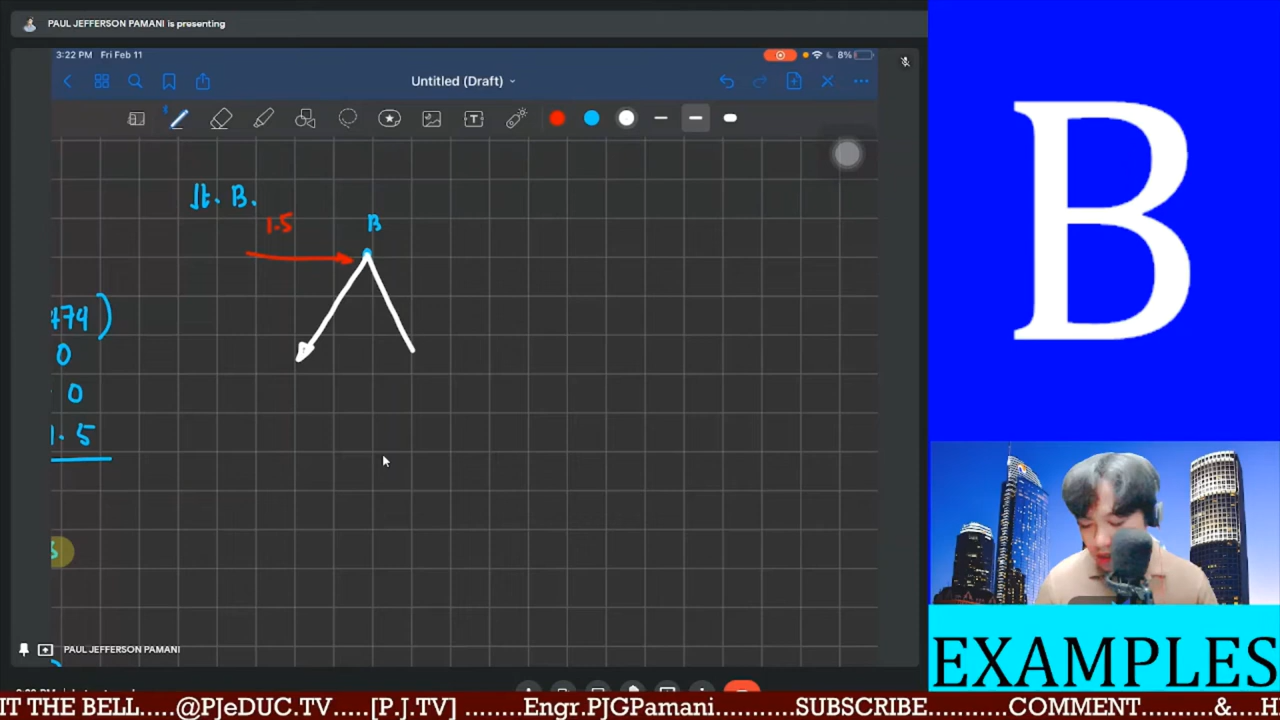 PAUL JEFFERSON PAMANI is presenting
3:22 PM Fri Feb 11
8%
Untitled (Draft)
Jt. B.
1.5
B
474)
0
0
1.5
PAUL JEFFERSON PAMANI
B
EXAMPLES
IT THE BELL.....@PJeDUC.TV.....[P.J.TV] ......Engr.PJGPamani.....SUBSCRIBE.........COMMENT.........&....H